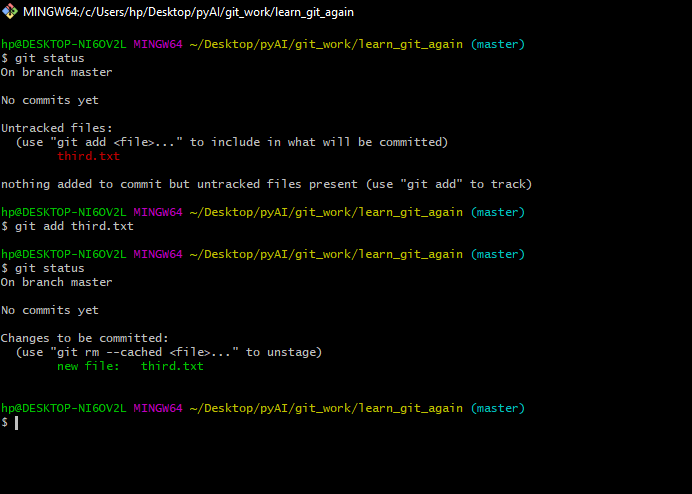 MINGW64:/c/Users/hp/Desktop/pyAI/git_work/learn_git_again
hp@DESKTOP-NI6OV2L MINGW64 ~/Desktop/pyAI/git_work/learn_git_again (master)
$ git status
On branch master
No commits yet
Untracked files:
  (use "git add <file>..." to include in what will be committed)
        third.txt
nothing added to commit but untracked files present (use "git add" to track)
hp@DESKTOP-NI6OV2L MINGW64 ~/Desktop/pyAI/git_work/learn_git_again (master)
$ git add third.txt
hp@DESKTOP-NI6OV2L MINGW64 ~/Desktop/pyAI/git_work/learn_git_again (master)
$ git status
On branch master
No commits yet
Changes to be committed:
  (use "git rm --cached <file>..." to unstage)
        new file:   third.txt
hp@DESKTOP-NI6OV2L MINGW64 ~/Desktop/pyAI/git_work/learn_git_again (master)
$